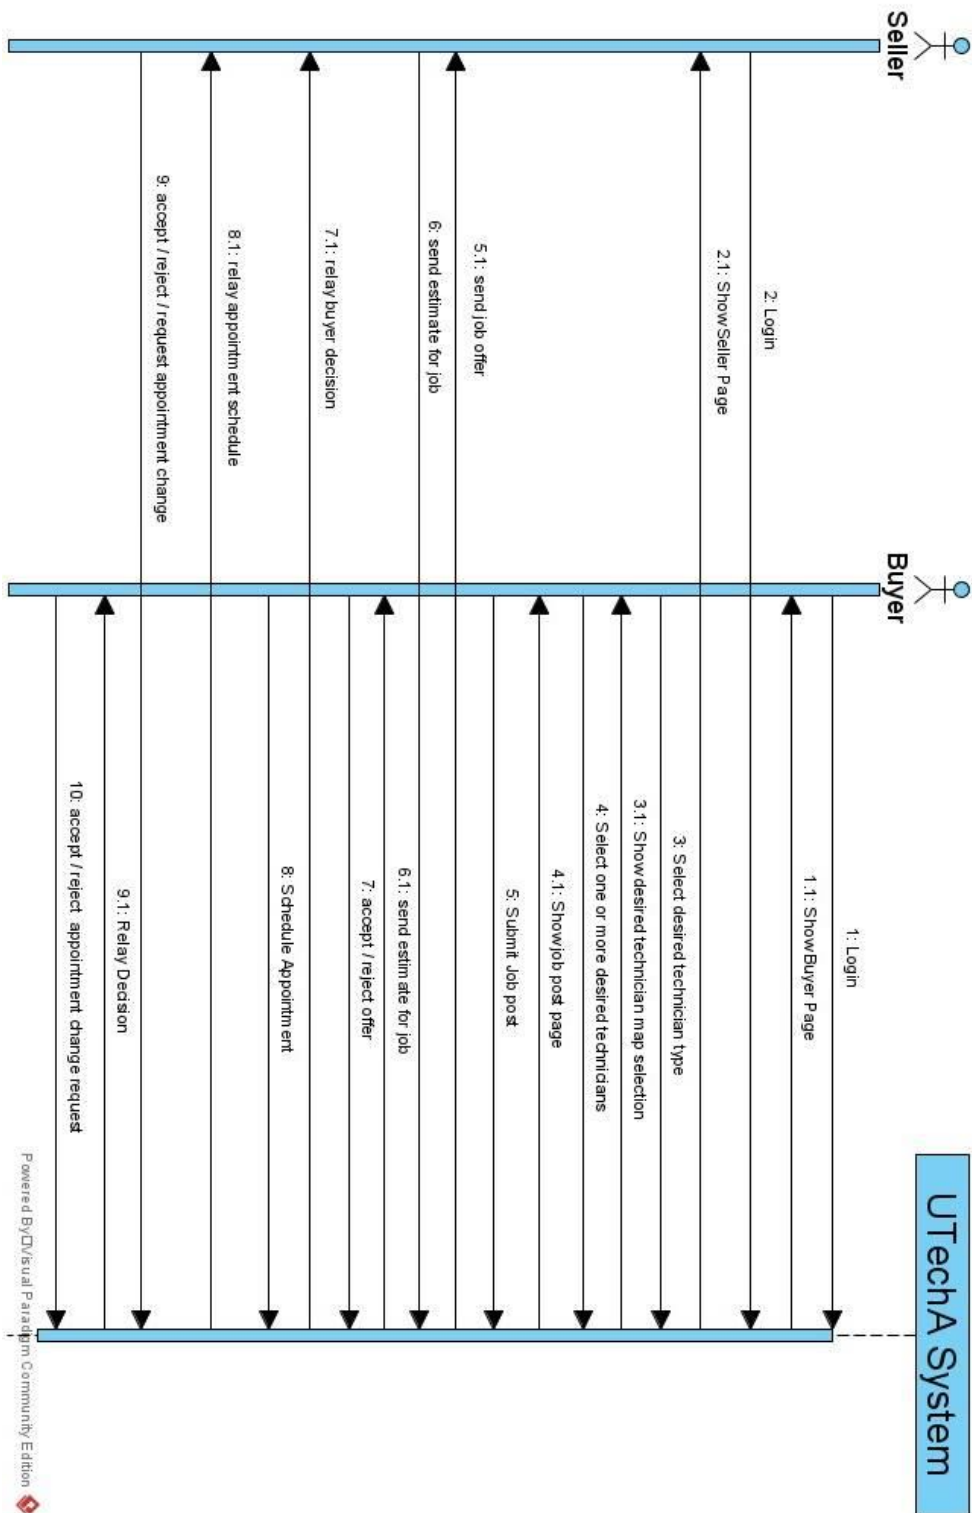 Seller
Buyer
UTechA System
1: Login
1.1: Show Buyer Page
2: Login
2.1: Show Seller Page
3: Select desired technician type
3.1: Show desired technician map selection
4: Select one or more desired technicians
4.1: Show job post page
5: Submit Job post
5.1: send job offer
6: send estimate for job
6.1: send estimate for job
7: accept / reject offer
7.1: relay buyer decision
8: Schedule Appointment
8.1: relay appointment schedule
9: accept / reject / request appointment change
9.1: Relay Decision
10: accept / reject appointment change request
Powered By□Visual Paradigm Community Edition